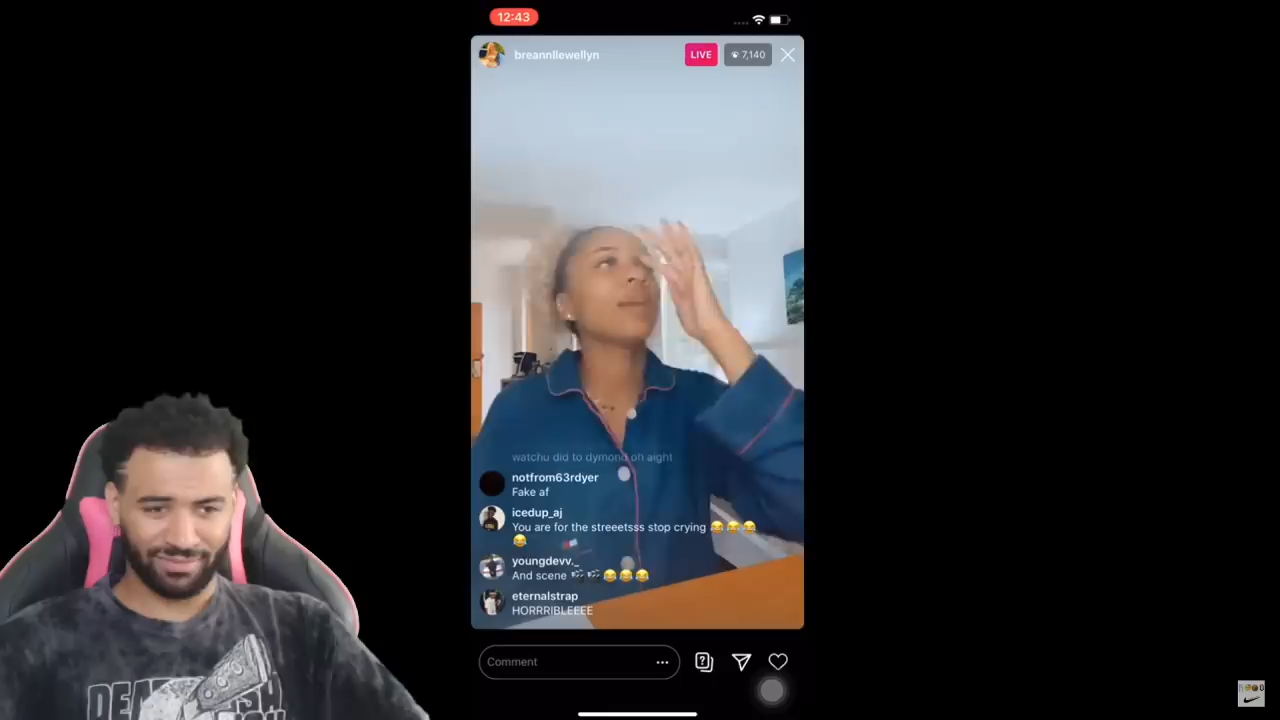 12:43
breannllewellyn
LIVE
7,140
watchu did to dymond oh aight
notfrom63rdyer
Fake af
icedup_aj
You are for the streeetsss stop crying 😂😂😂
😂
youngdevv._
And scene 🎬🎬😂😂😂
eternalstrap
HORRRIBLEEEE
Comment